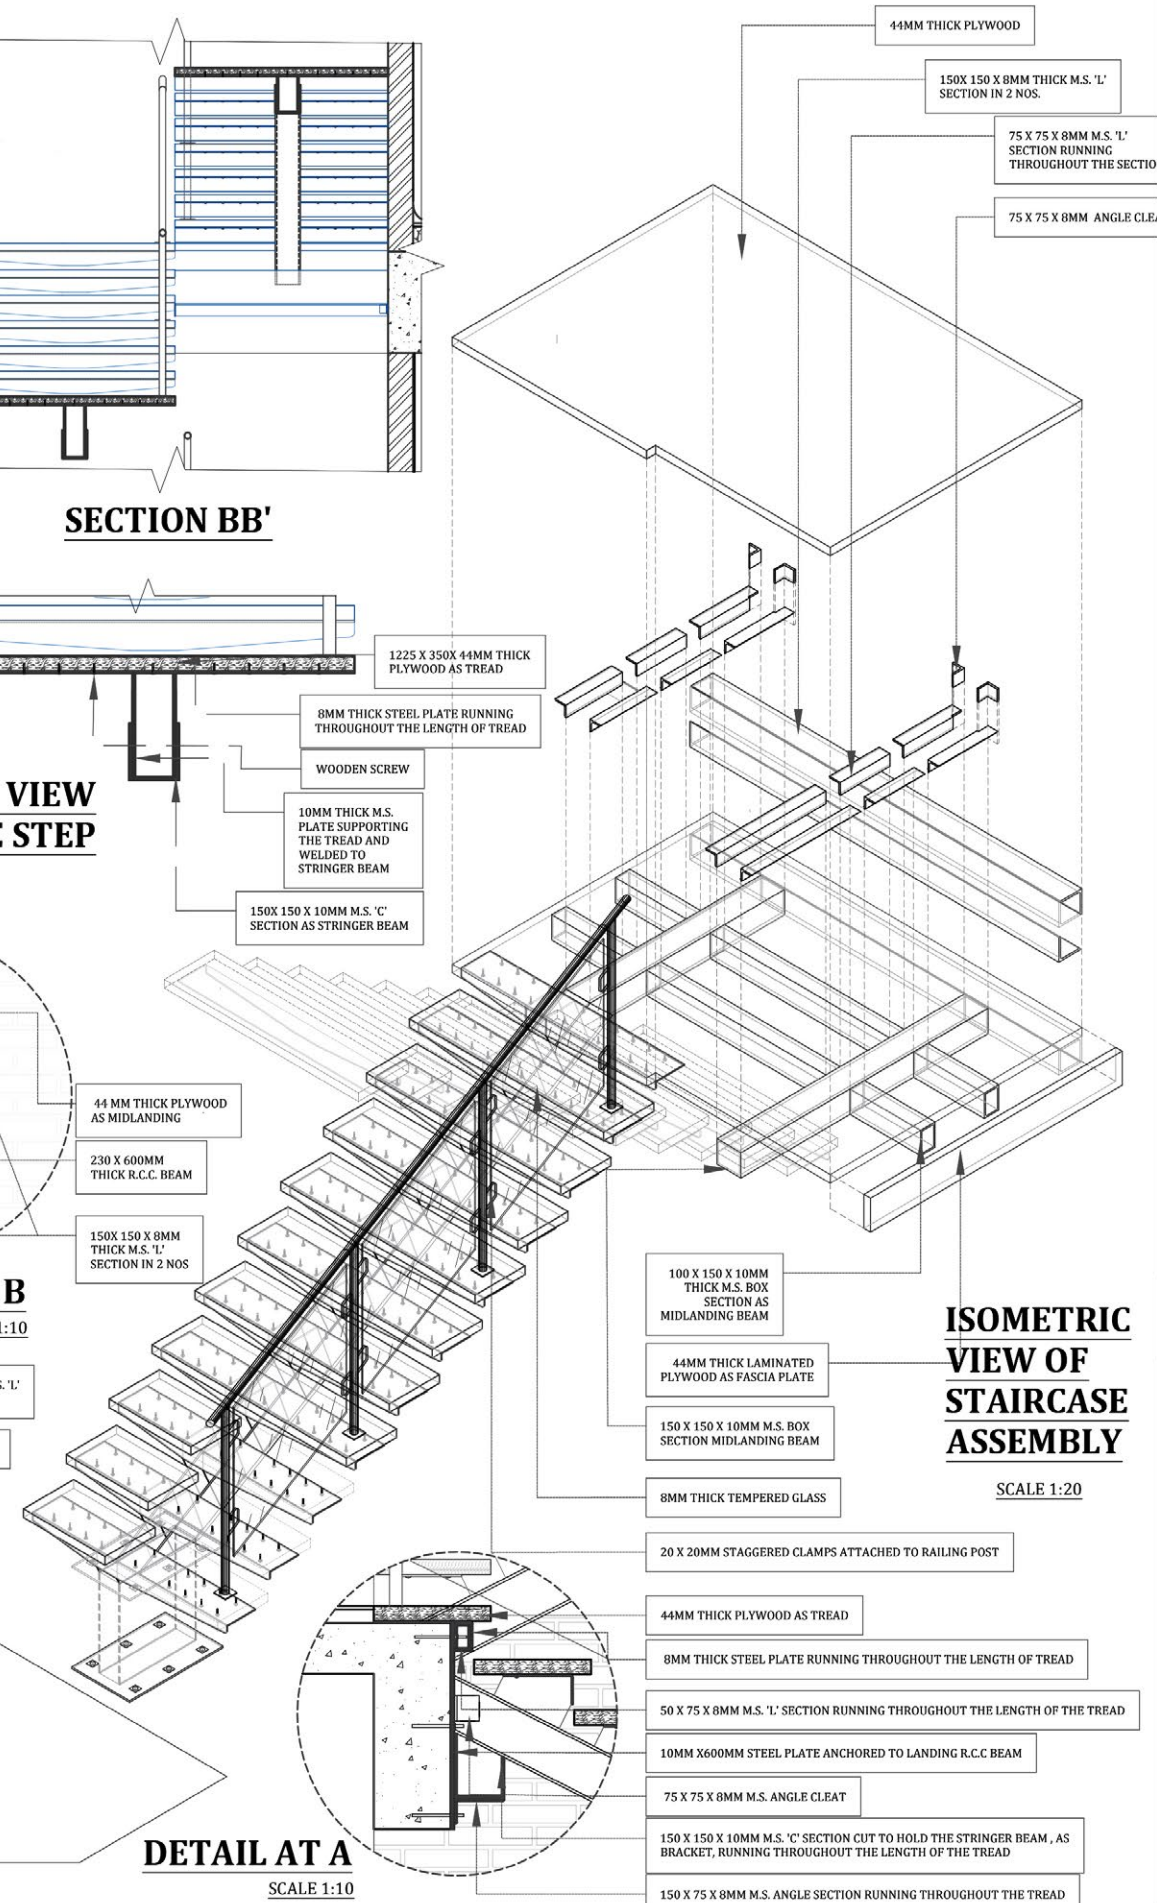 44MM THICK PLYWOOD
150X 150 X 8MM THICK M.S. 'L'
SECTION IN 2 NOS.
75 X 75 X 8MM M.S. 'L'
SECTION RUNNING
THROUGHOUT THE SECTIO
75 X 75 X 8MM ANGLE CLEA
SECTION BB'
1225 X 350X 44MM THICK
PLYWOOD AS TREAD
8MM THICK STEEL PLATE RUNNING
THROUGHOUT THE LENGTH OF TREAD
WOODEN SCREW
VIEW
E STEP
10MM THICK M.S.
PLATE SUPPORTING
THE TREAD AND
WELDED TO
STRINGER BEAM
150X 150 X 10MM M.S. 'C'
SECTION AS STRINGER BEAM
44 MM THICK PLYWOOD
AS MIDLANDING
230 X 600MM
THICK R.C.C. BEAM
150X 150 X 8MM
THICK M.S. 'L'
SECTION IN 2 NOS
B
1:10
S. 'L'
100 X 150 X 10MM
THICK M.S. BOX
SECTION AS
MIDLANDING BEAM
44MM THICK LAMINATED
PLYWOOD AS FASCIA PLATE
150 X 150 X 10MM M.S. BOX
SECTION MIDLANDING BEAM
8MM THICK TEMPERED GLASS
20 X 20MM STAGGERED CLAMPS ATTACHED TO RAILING POST
ISOMETRIC
VIEW OF
STAIRCASE
ASSEMBLY
SCALE 1:20
44MM THICK PLYWOOD AS TREAD
8MM THICK STEEL PLATE RUNNING THROUGHOUT THE LENGTH OF TREAD
50 X 75 X 8MM M.S. 'L' SECTION RUNNING THROUGHOUT THE LENGTH OF THE TREAD
10MM X600MM STEEL PLATE ANCHORED TO LANDING R.C.C BEAM
75 X 75 X 8MM M.S. ANGLE CLEAT
150 X 150 X 10MM M.S. 'C' SECTION CUT TO HOLD THE STRINGER BEAM , AS
BRACKET, RUNNING THROUGHOUT THE LENGTH OF THE TREAD
150 X 75 X 8MM M.S. ANGLE SECTION RUNNING THROUGHOUT THE TREAD
DETAIL AT A
SCALE 1:10